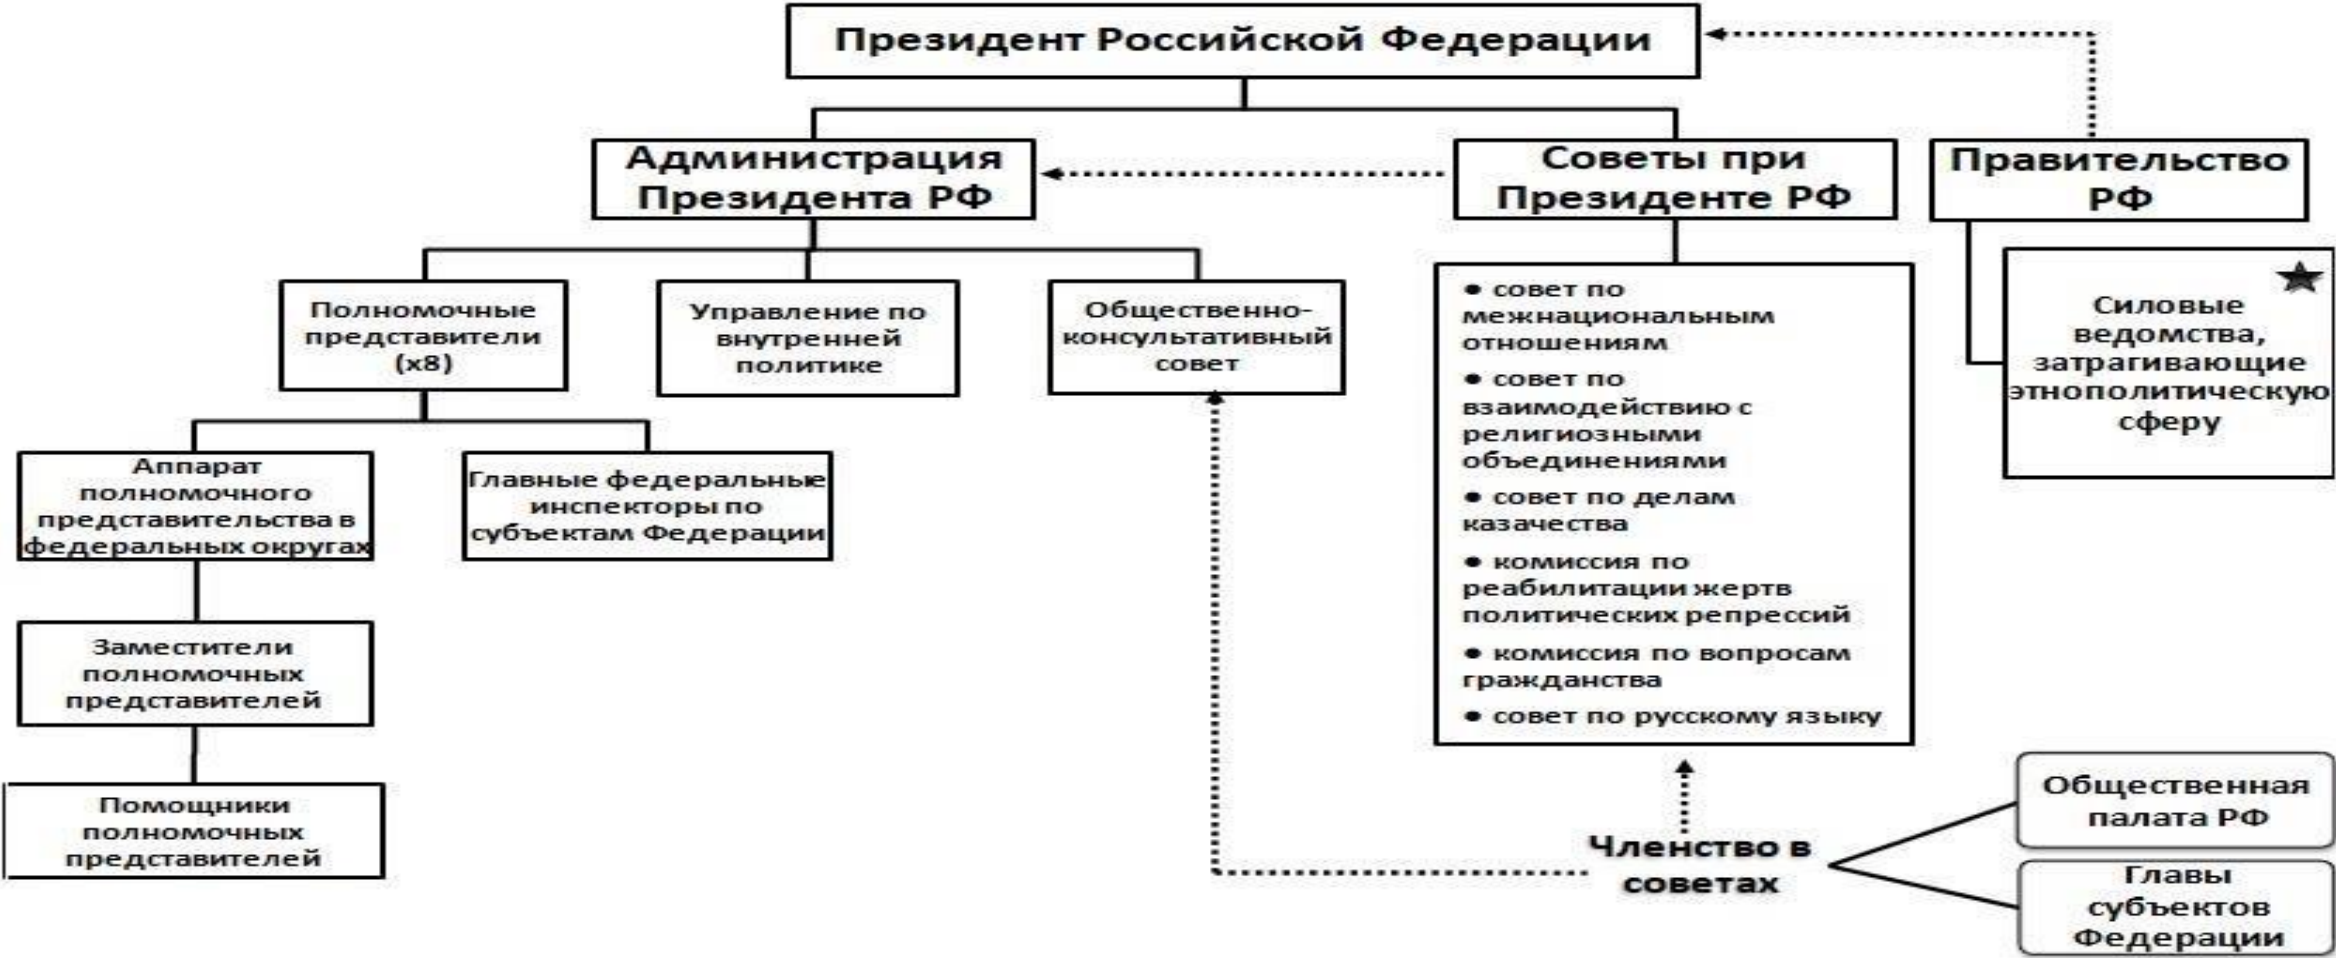 Президент Российской Федерации
Администрация
Президента РФ
Советы при
Президенте РФ
Правительство
РФ
Полномочные
представители
(х8)
Управление по
внутренней
политике
Общественно-
консультативный
совет
● совет по
межнациональным
отношениям
● совет по
взаимодействию с
религиозными
объединениями
● совет по делам
казачества
● комиссия по
реабилитации жертв
политических репрессий
● комиссия по вопросам
гражданства
● совет по русскому языку
Силовые
ведомства,
затрагивающие
этнополитическую
сферу
Аппарат
полномочного
представительства в
федеральных округах
Главные федеральные
инспекторы по
субъектам Федерации
Заместители
полномочных
представителей
Помощники
полномочных
представителей
Членство в
советах
Общественная
палата РФ
Главы
субъектов
Федерации